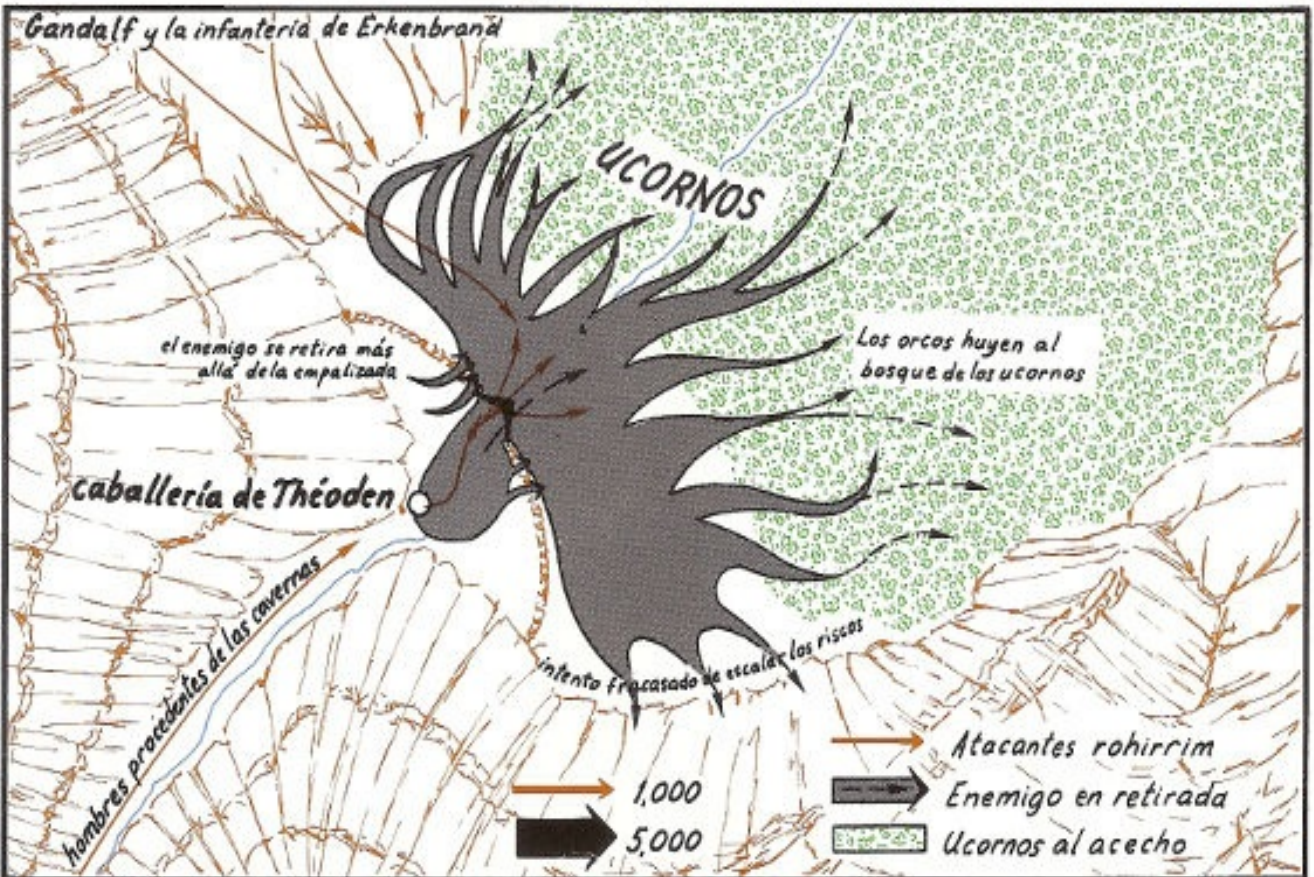 Gandalf y la infantería de Erkenbrand
UCORNOS
el enemigo se retira más
allá de la empalizada
Los orcos huyen al
bosque de los ucornos
caballería de Théoden
hombres procedentes de las cavernas
intento fracasado de escalar los riscos
1,000
5,000
Atacantes rohirrim
Enemigo en retirada
Ucornos al acecho